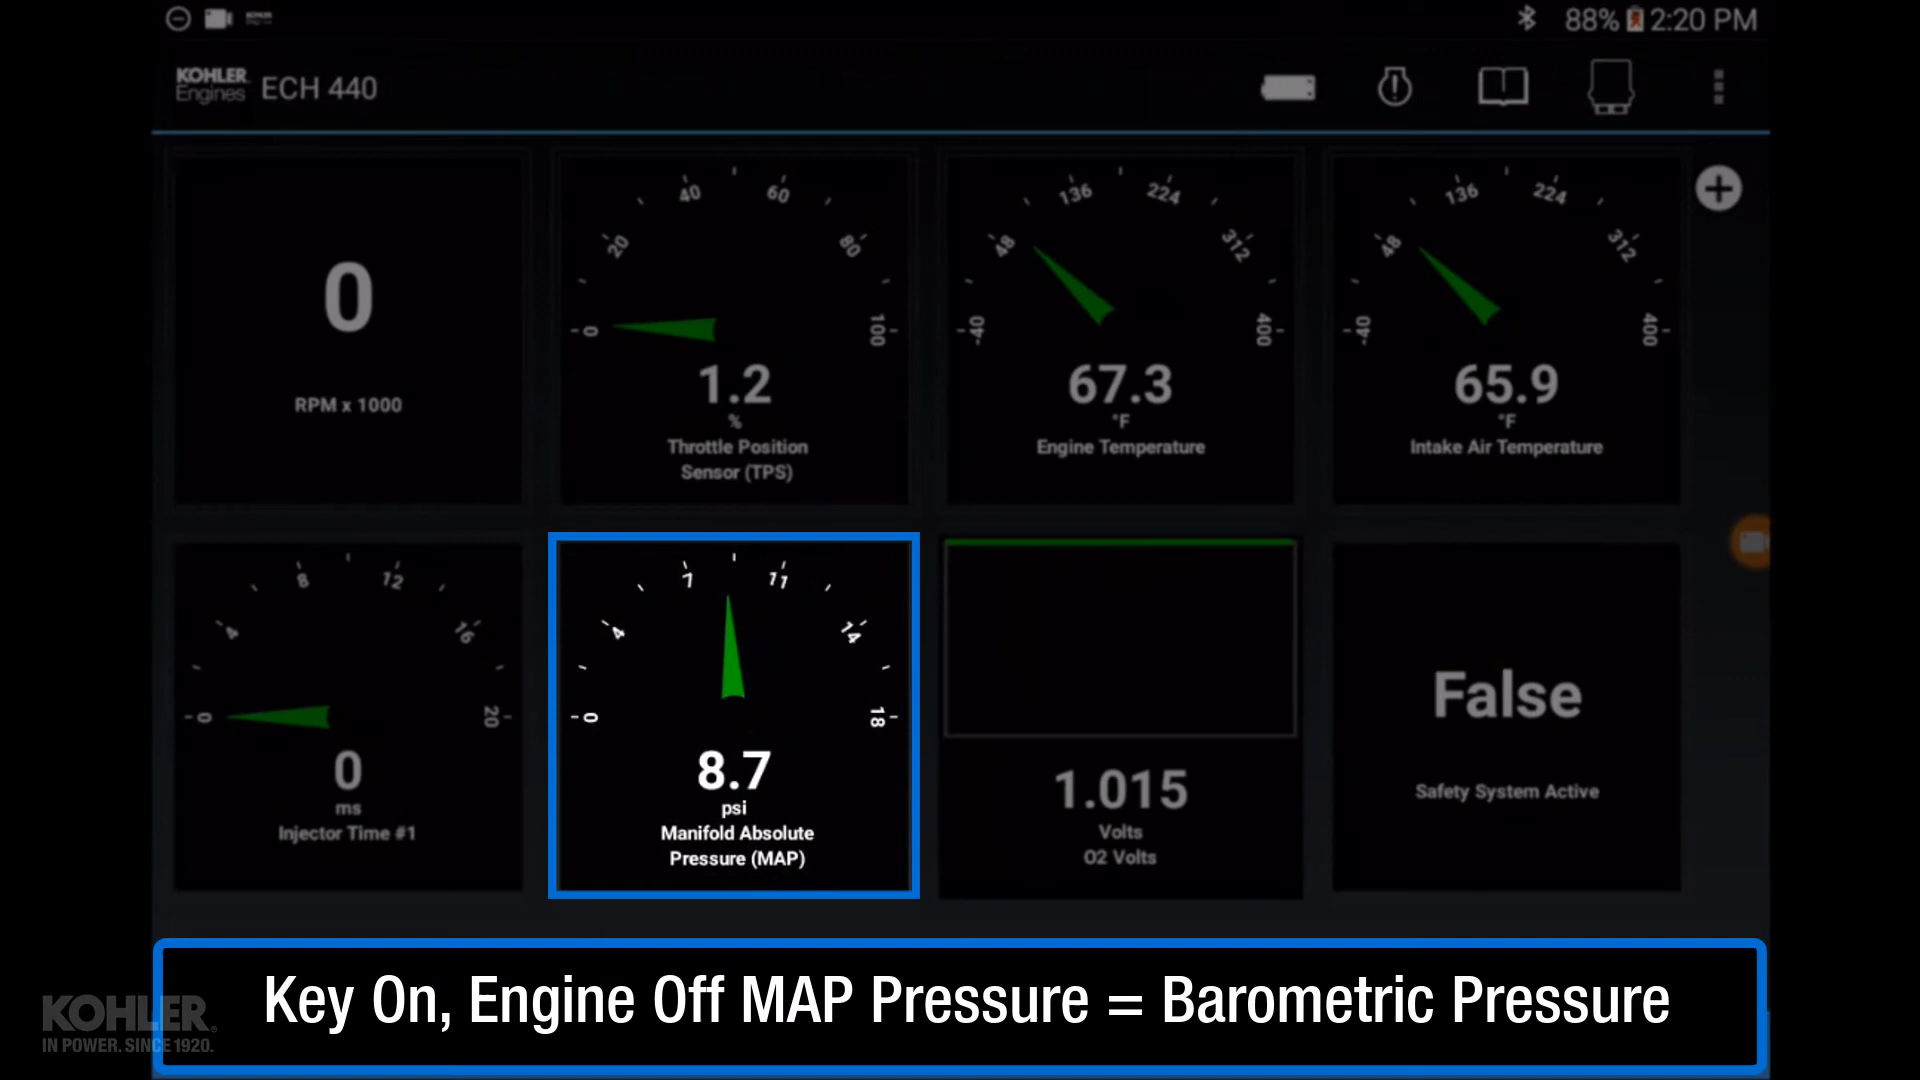 88% 2:20 PM
KOHLER
Engines
ECH 440
0
RPM x 1000
0
20
40
60
80
100
1.2
%
Throttle Position
Sensor (TPS)
-40
48
136
224
312
400
67.3
°F
Engine Temperature
-40
48
136
224
312
400
65.9
°F
Intake Air Temperature
0
4
8
12
16
20
0
ms
Injector Time #1
0
4
7
11
14
18
8.7
psi
Manifold Absolute
Pressure (MAP)
1.015
Volts
O2 Volts
False
Safety System Active
Key On, Engine Off MAP Pressure = Barometric Pressure
KOHLER®
IN POWER. SINCE 1920.